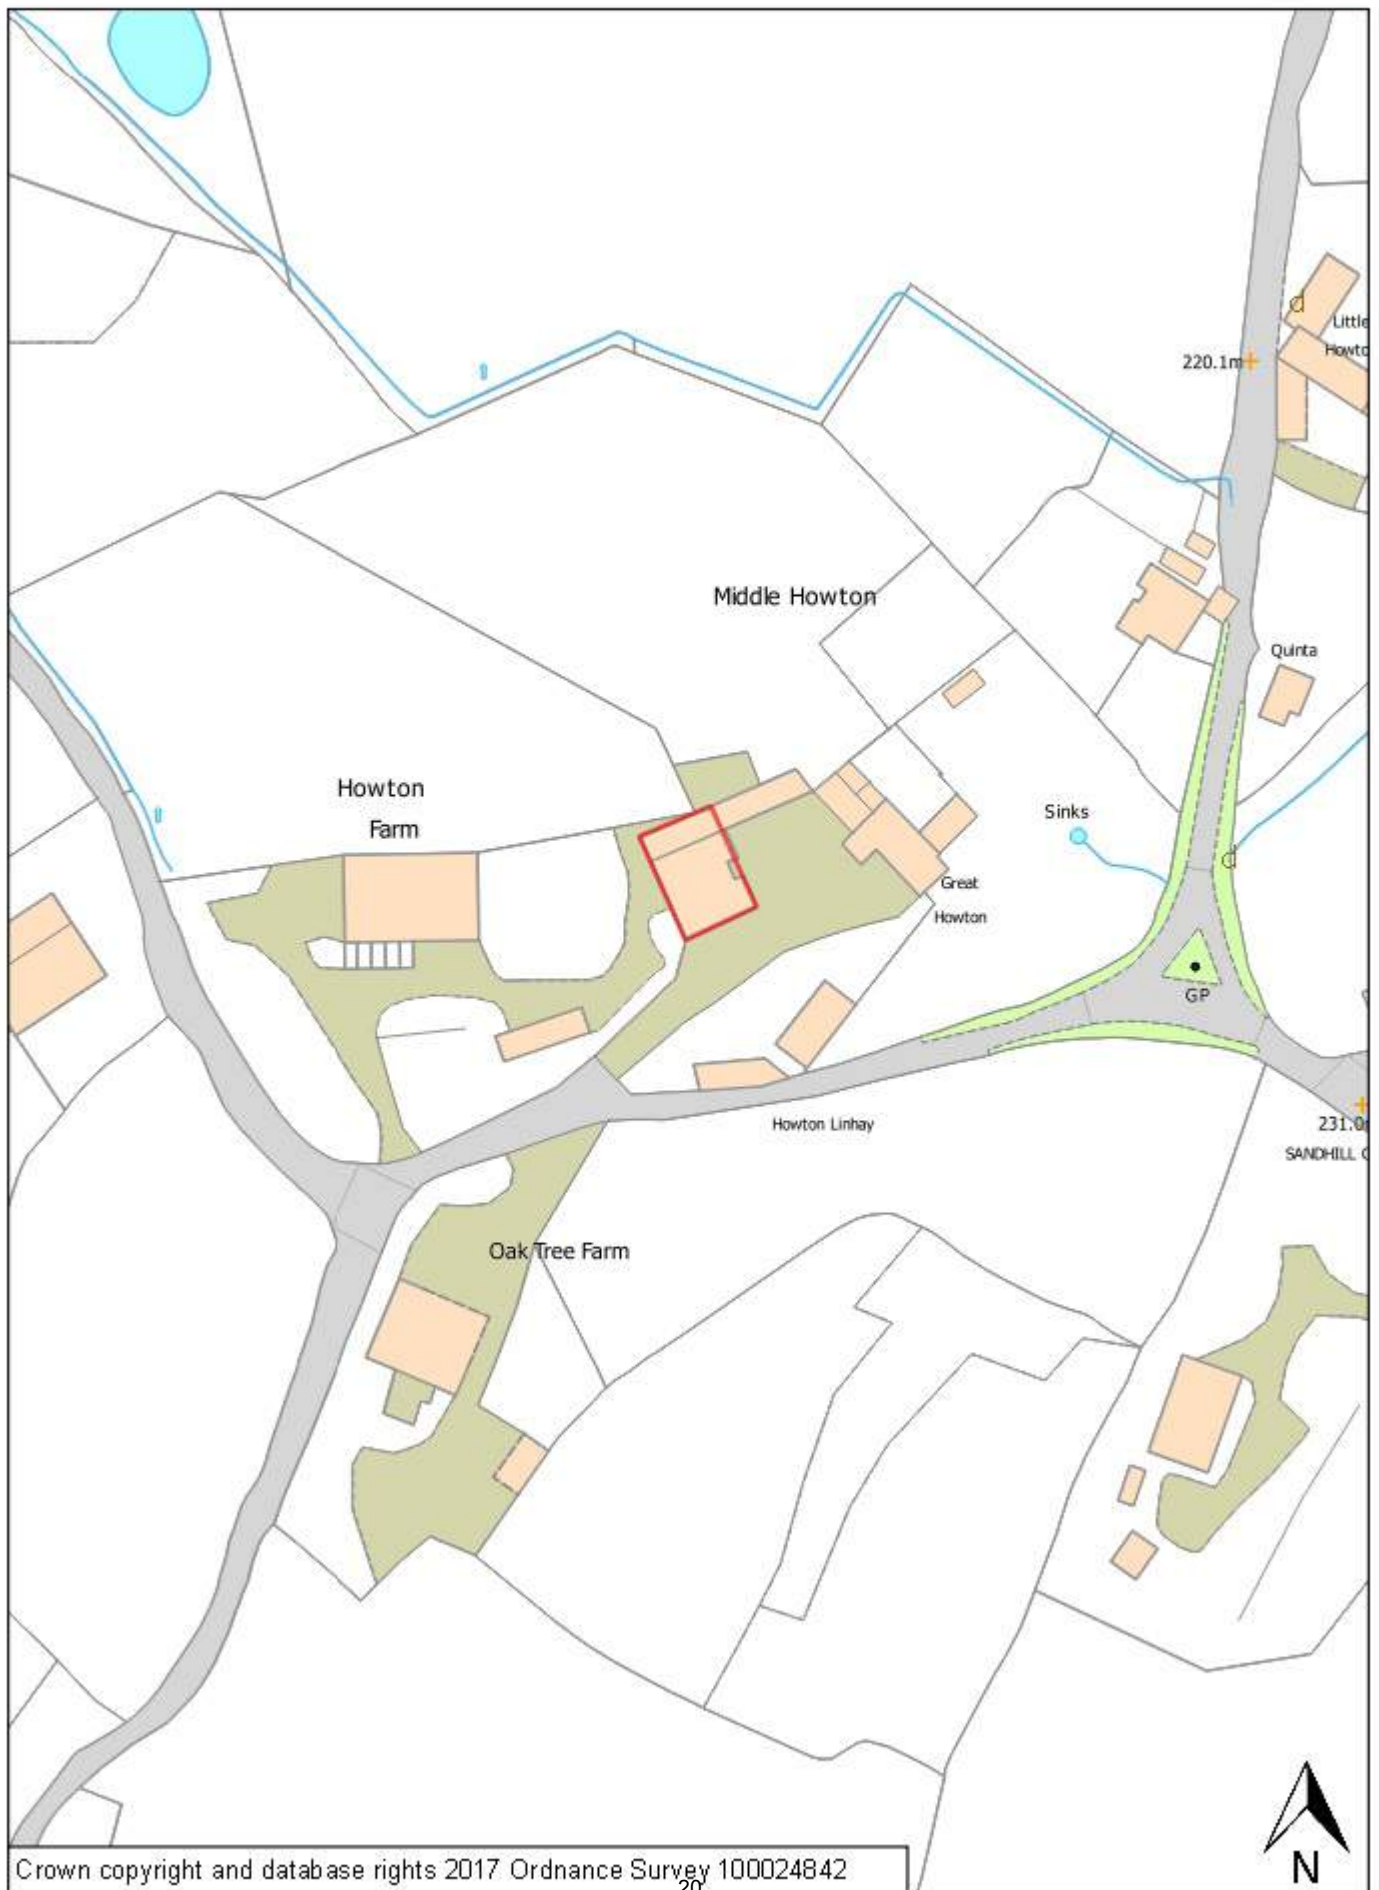 Little
Howto
220.1m
Middle Howton
Quinta
Howton
Farm
Sinks
Great
Howton
GP
Howton Linhay
231.0
SANDHILL
Oak Tree Farm
N
Crown copyright and database rights 2017 Ordnance Survey 100024842
20